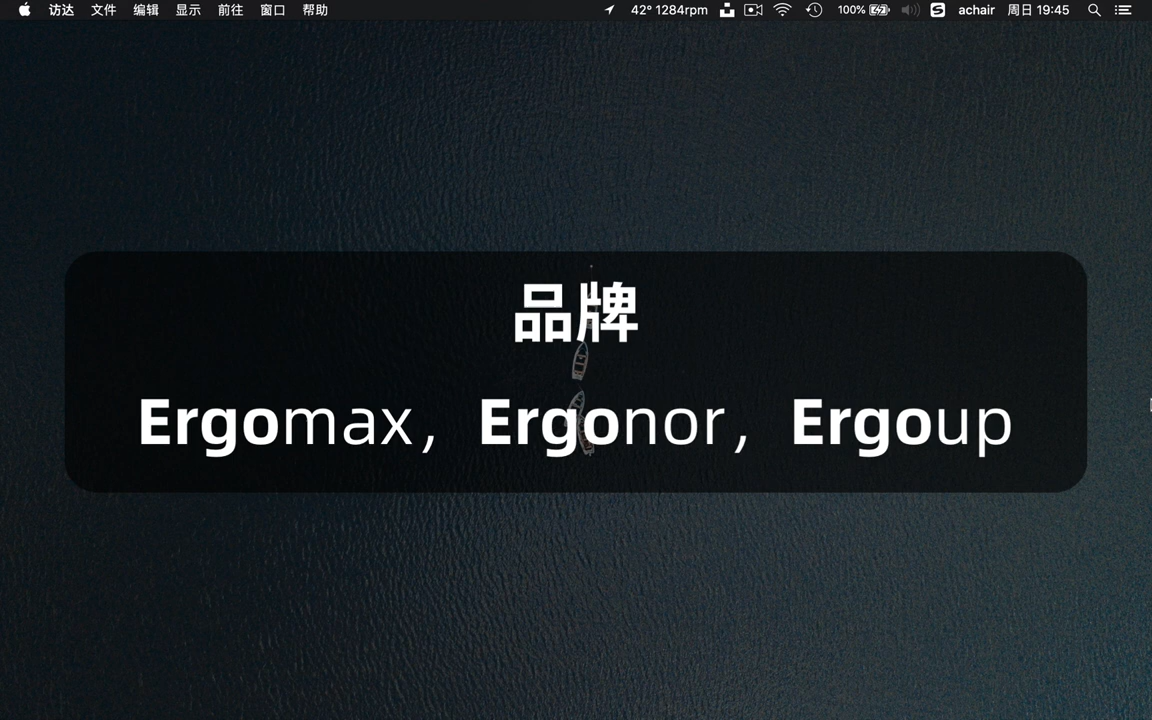 访达 文件 编辑 显示 前往 窗口 帮助 42° 1284rpm 100% achair 周日 19:45
品牌
Ergomax，Ergonor，Ergoup